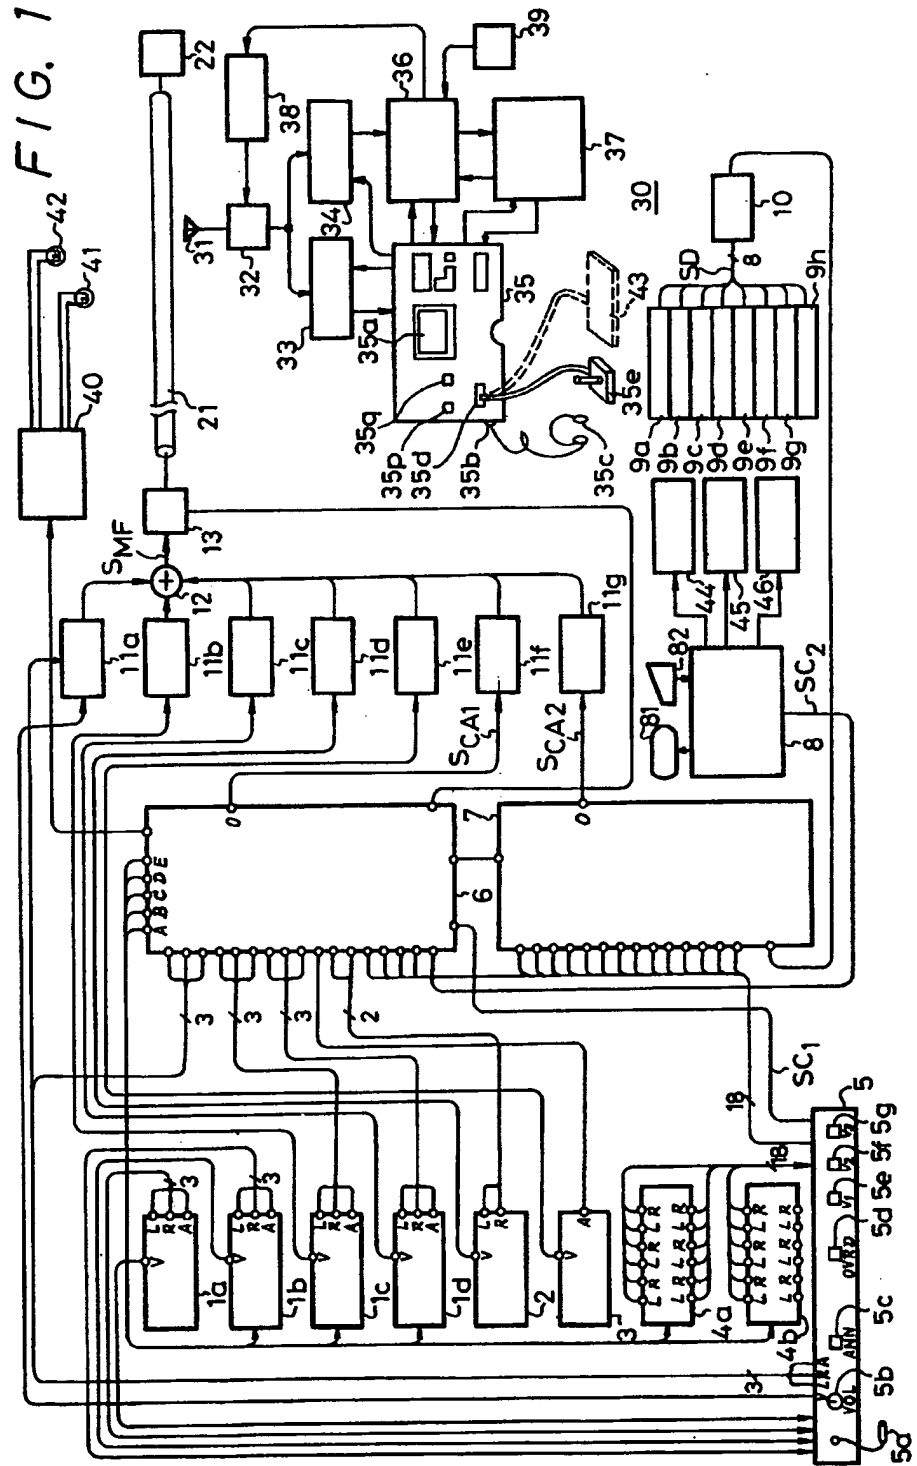 FIG. 1
22
42
41
40
21
13
SMF
12
11a
11b
11c
11d
11e
11f
11g
SCA1
SCA2
39
36
38
31
32
34
33
37
30
35
35a
35q
35p
35d
35b
35c
35e
43
10
8
SD
9a
9b
9c
9d
9e
9f
9g
9h
44
45
46
82
81
8
SC2
O
7
O
6
A B C D E
3
3
3
2
18
SC1
V
L
R
A
3
1a
V
L
R
A
3
1b
V
L
R
A
1c
V
L
R
A
1d
V
L
R
2
V
A
3
L R L R L R
L R L R L R
4a
18
L R L R L R
L R L R L R
4b
3
VLRA
VOL
ANN
OVRD
V1
V2
5
5a
5b
5c
5d
5e
5f
5g